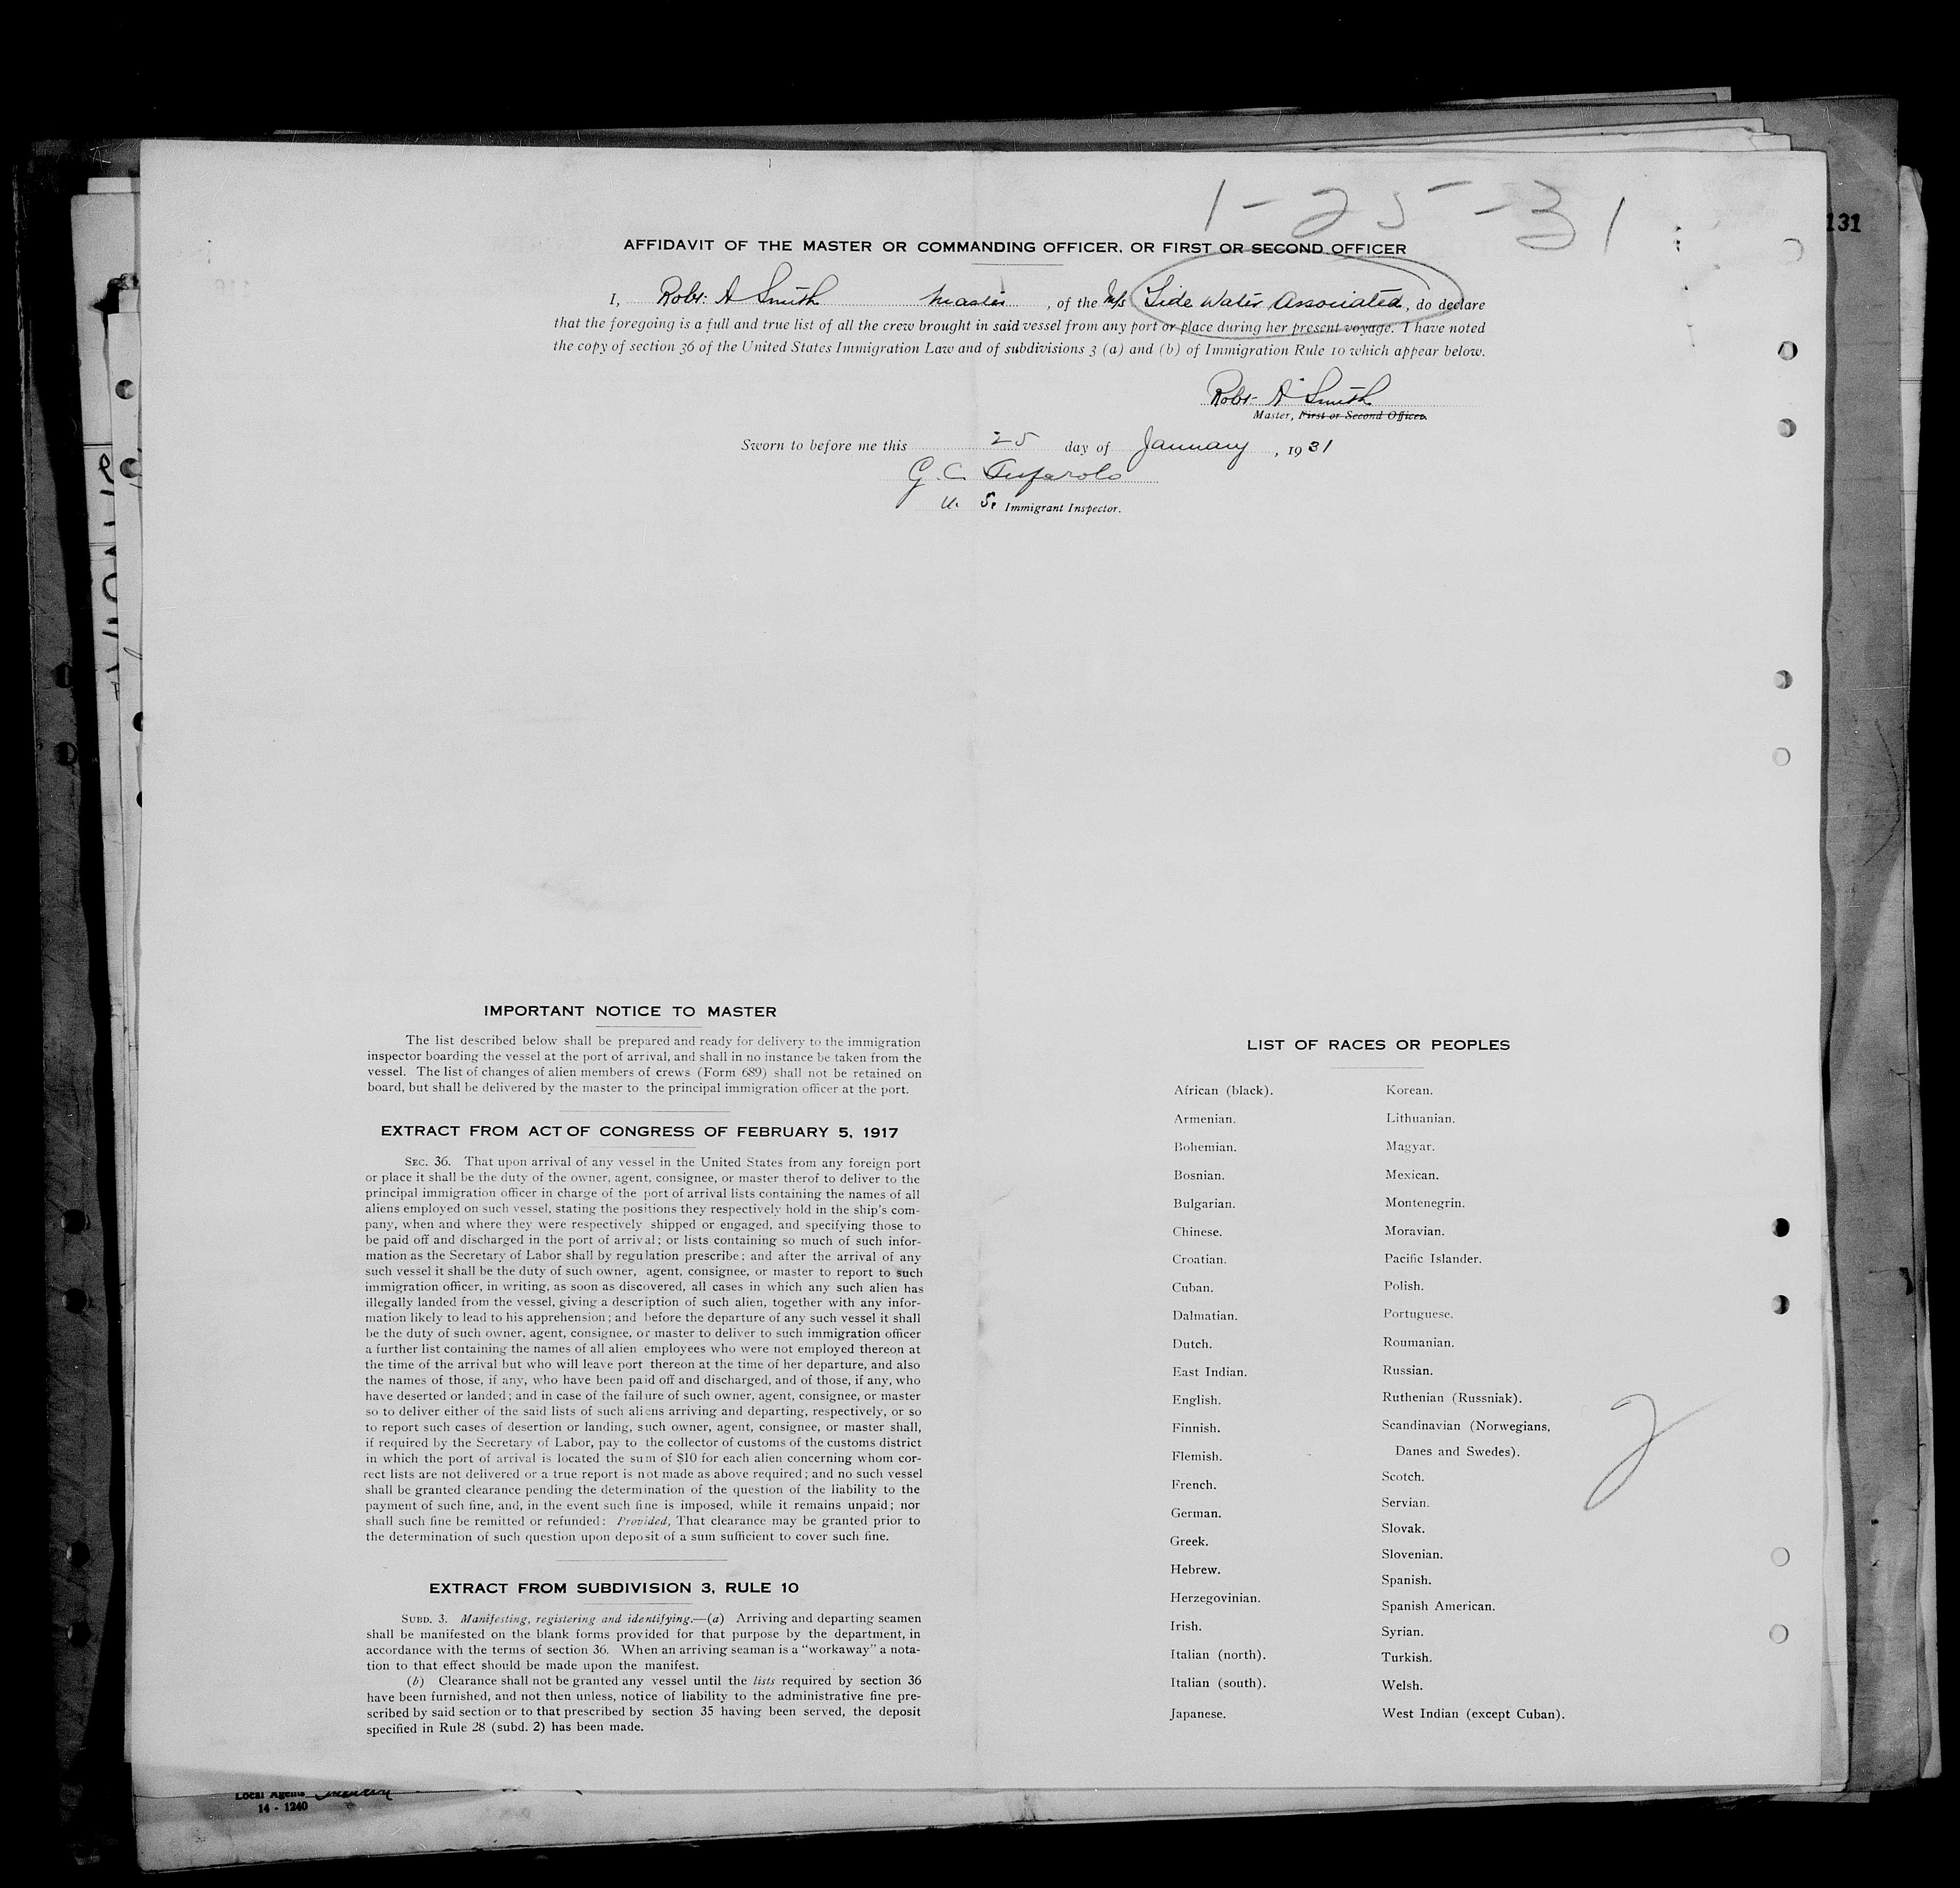 1-25-31
131
AFFIDAVIT OF THE MASTER OR COMMANDING OFFICER, OR FIRST OR SECOND OFFICER
I, Robt. A Smith master, of the M/s Tide Water Associated, do declare
that the foregoing is a full and true list of all the crew brought in said vessel from any port or place during her present voyage. I have noted
the copy of section 36 of the United States Immigration Law and of subdivisions 3 (a) and (b) of Immigration Rule 10 which appear below.
Robt. A Smith
Master, First or Second Officer.
Sworn to before me this 25 day of January, 1931
G. C.
U. S. Immigrant Inspector.
IMPORTANT NOTICE TO MASTER
The list described below shall be prepared and ready for delivery to the immigration
inspector boarding the vessel at the port of arrival, and shall in no instance be taken from the
vessel. The list of changes of alien members of crews (Form 689) shall not be retained on
board, but shall be delivered by the master to the principal immigration officer at the port.
EXTRACT FROM ACT OF CONGRESS OF FEBRUARY 5, 1917
SEC. 36. That upon arrival of any vessel in the United States from any foreign port
or place it shall be the duty of the owner, agent, consignee, or master therof to deliver to the
principal immigration officer in charge of the port of arrival lists containing the names of all
aliens employed on such vessel, stating the positions they respectively hold in the ship's com-
pany, when and where they were respectively shipped or engaged, and specifying those to
be paid off and discharged in the port of arrival; or lists containing so much of such infor-
mation as the Secretary of Labor shall by regulation prescribe; and after the arrival of any
such vessel it shall be the duty of such owner, agent, consignee, or master to report to such
immigration officer, in writing, as soon as discovered, all cases in which any such alien has
illegally landed from the vessel, giving a description of such alien, together with any infor-
mation likely to lead to his apprehension; and before the departure of any such vessel it shall
be the duty of such owner, agent, consignee, or master to deliver to such immigration officer
a further list containing the names of all alien employees who were not employed thereon at
the time of the arrival but who will leave port thereon at the time of her departure, and also
the names of those, if any, who have been paid off and discharged, and of those, if any, who
have deserted or landed; and in case of the failure of such owner, agent, consignee, or master
so to deliver either of the said lists of such aliens arriving and departing, respectively, or so
to report such cases of desertion or landing, such owner, agent, consignee, or master shall,
if required by the Secretary of Labor, pay to the collector of customs of the customs district
in which the port of arrival is located the sum of $10 for each alien concerning whom cor-
rect lists are not delivered or a true report is not made as above required; and no such vessel
shall be granted clearance pending the determination of the question of the liability to the
payment of such fine, and, in the event such fine is imposed, while it remains unpaid; nor
shall such fine be remitted or refunded: Provided, That clearance may be granted prior to
the determination of such question upon deposit of a sum sufficient to cover such fine.
EXTRACT FROM SUBDIVISION 3, RULE 10
SUBD. 3. Manifesting, registering and identifying.—(a) Arriving and departing seamen
shall be manifested on the blank forms provided for that purpose by the department, in
accordance with the terms of section 36. When an arriving seaman is a "workaway" a nota-
tion to that effect should be made upon the manifest.
(b) Clearance shall not be granted any vessel until the lists required by section 36
have been furnished, and not then unless, notice of liability to the administrative fine pre-
scribed by said section or to that prescribed by section 35 having been served, the deposit
specified in Rule 28 (subd. 2) has been made.
LIST OF RACES OR PEOPLES
African (black).
Armenian.
Bohemian.
Bosnian.
Bulgarian.
Chinese.
Croatian.
Cuban.
Dalmatian.
Dutch.
East Indian.
English.
Finnish.
Flemish.
French.
German.
Greek.
Hebrew.
Herzegovinian.
Irish.
Italian (north).
Italian (south).
Japanese.
Korean.
Lithuanian.
Magyar.
Mexican.
Montenegrin.
Moravian.
Pacific Islander.
Polish.
Portuguese.
Roumanian.
Russian.
Ruthenian (Russniak).
Scandinavian (Norwegians,
Danes and Swedes).
Scotch.
Servian.
Slovak.
Slovenian.
Spanish.
Spanish American.
Syrian.
Turkish.
Welsh.
West Indian (except Cuban).
2
Local Agents
14 - 1240